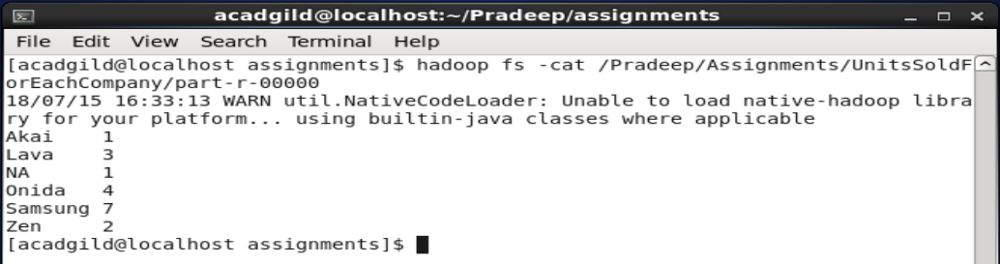 acadgild@localhost:~/Pradeep/assignments
File Edit View Search Terminal Help
[acadgild@localhost assignments]$ hadoop fs -cat /Pradeep/Assignments/UnitsSoldF
orEachCompany/part-r-00000
18/07/15 16:33:13 WARN util.NativeCodeLoader: Unable to load native-hadoop libra
ry for your platform... using builtin-java classes where applicable
Akai 1
Lava 3
NA 1
Onida 4
Samsung 7
Zen 2
[acadgild@localhost assignments]$